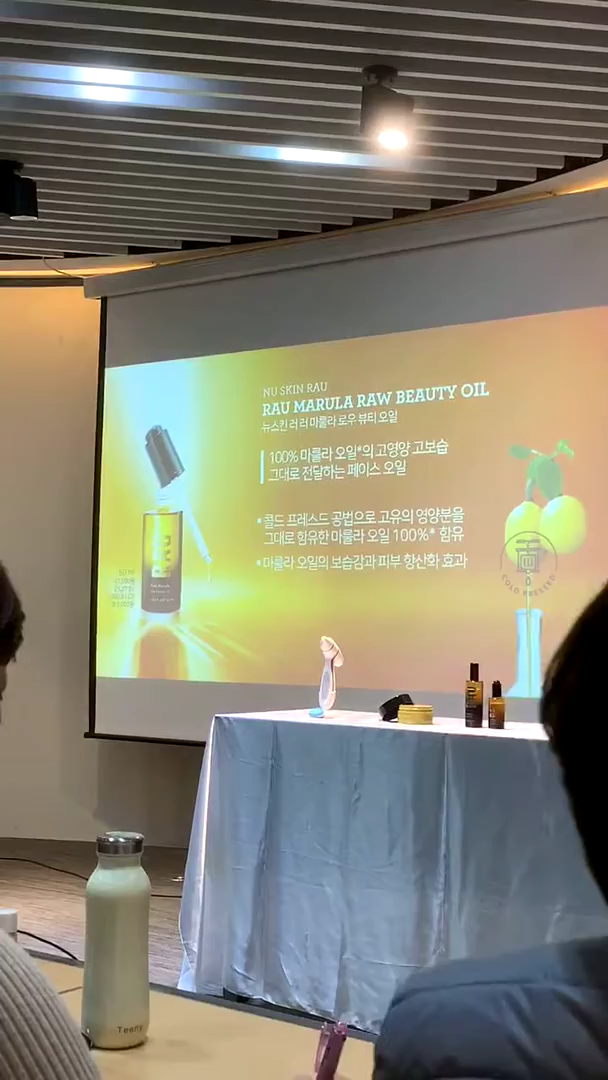 NU SKIN RAU
RAU MARULA RAW BEAUTY OIL
뉴스킨 러 러 마룰라 로우 뷰티 오일
100% 마룰라 오일*의 고영양 고보습
그대로 전달하는 페이스 오일
• 콜드 프레스드 공법으로 고유의 영양분을
그대로 함유한 마룰라 오일 100%* 함유
• 마룰라 오일의 보습감과 피부 항산화 효과
COLD PRESSED
Teeny